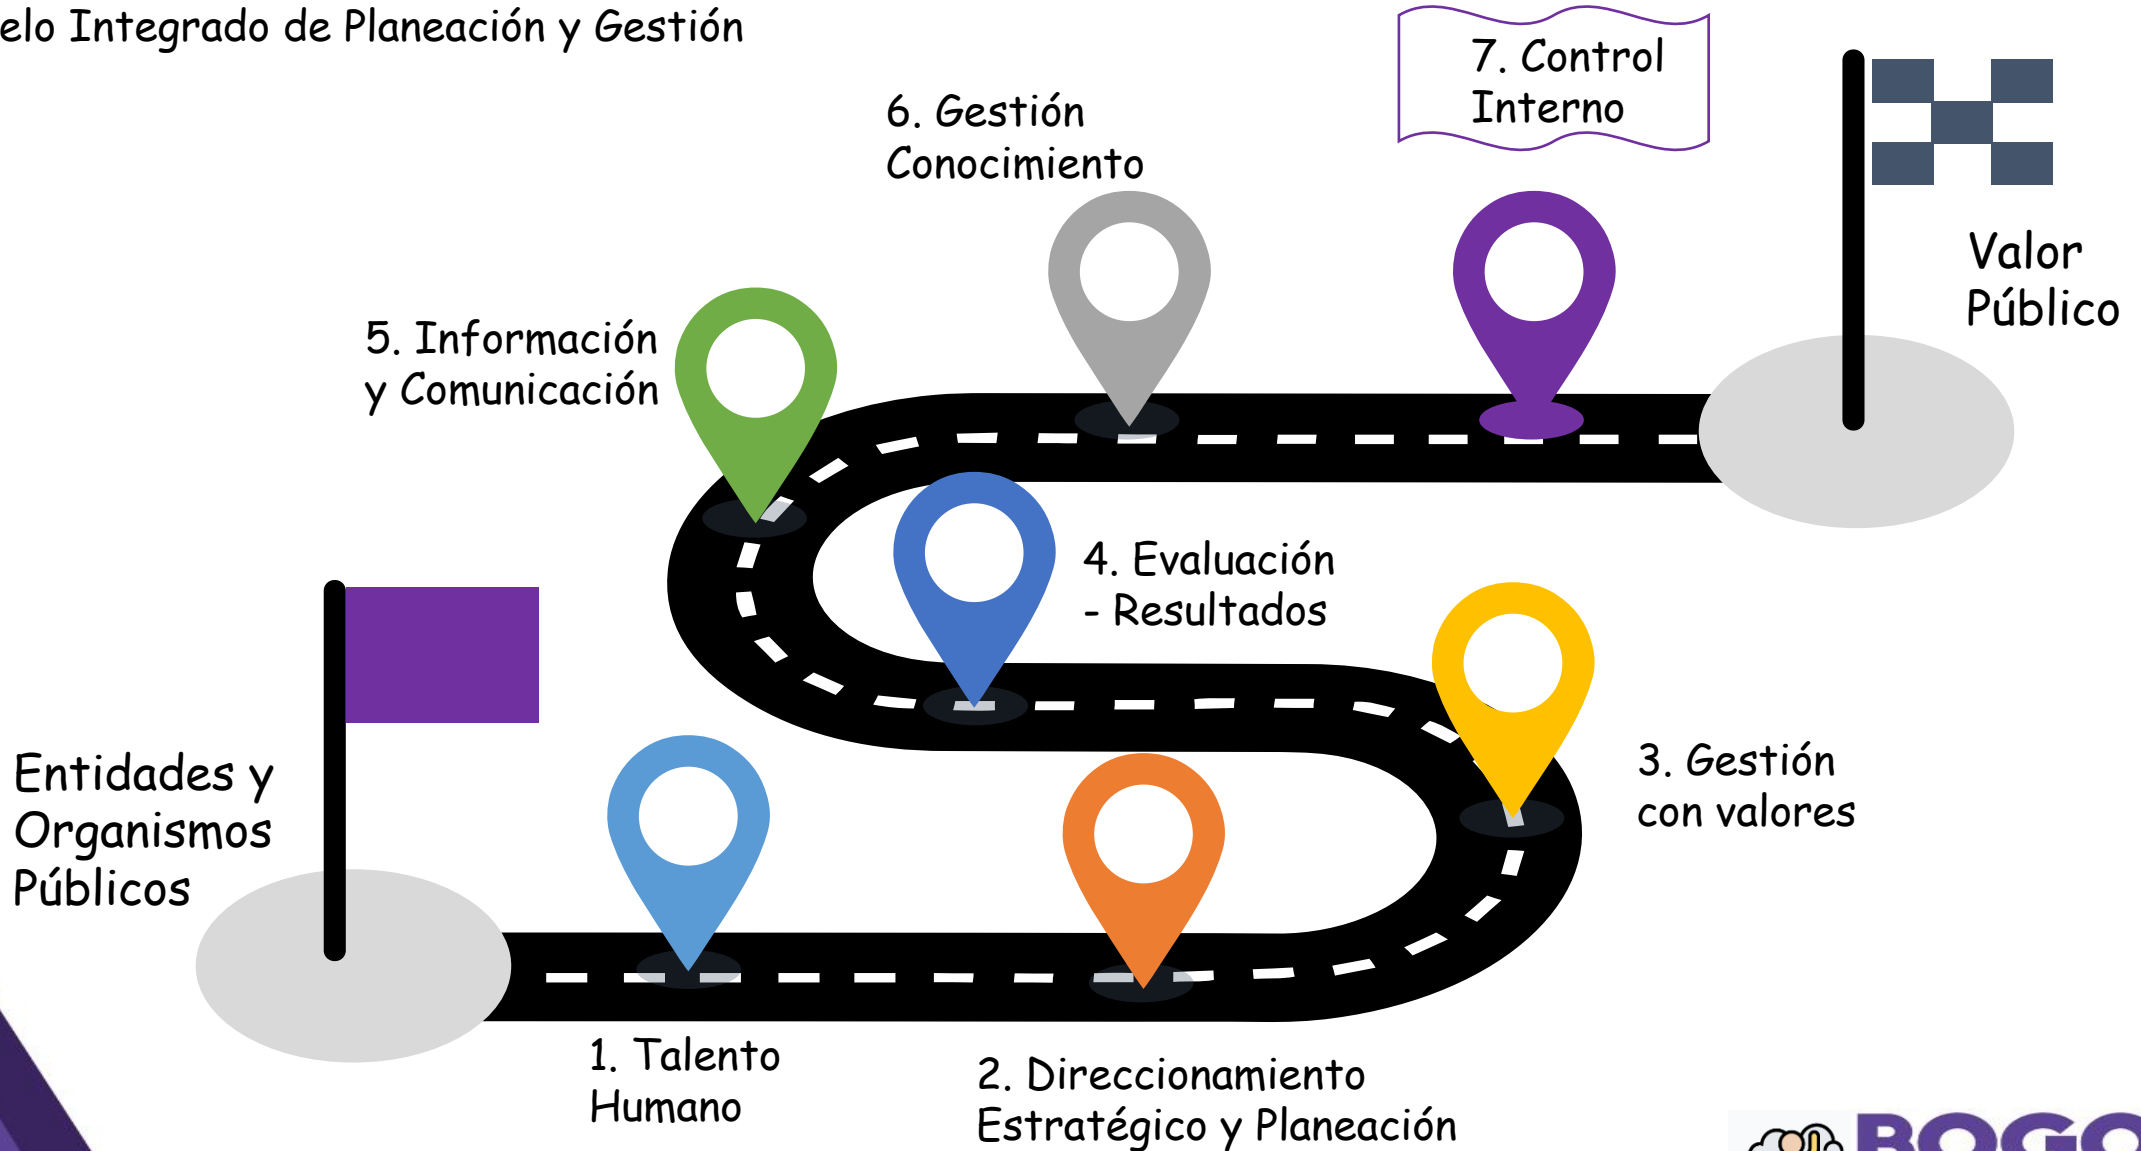 elo Integrado de Planeación y Gestión
7. Control
Interno
6. Gestión
Conocimiento
Valor
Público
5. Información
y Comunicación
4. Evaluación
- Resultados
3. Gestión
con valores
Entidades y
Organismos
Públicos
1. Talento
Humano
2. Direccionamiento
Estratégico y Planeación
BOGO